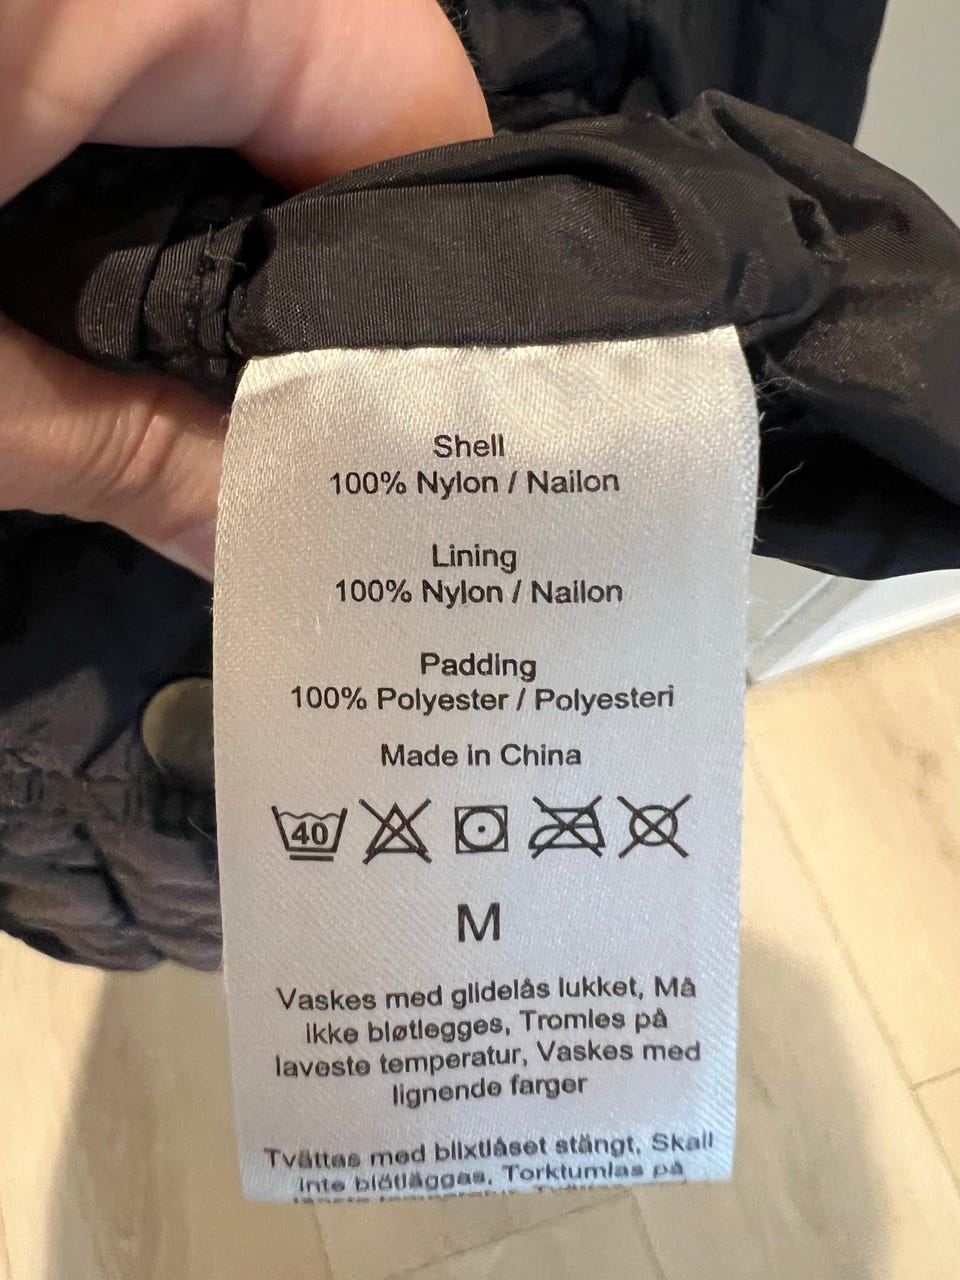 Shell
100% Nylon / Nailon
Lining
100% Nylon / Nailon
Padding
100% Polyester / Polyesteri
Made in China
40
M
Vaskes med glidelås lukket, Må
ikke bløtlegges, Tromles på
laveste temperatur, Vaskes med
lignende farger
Tvättas med blixtlåset stängt, Skall
inte blötläggas, Torktumlas på